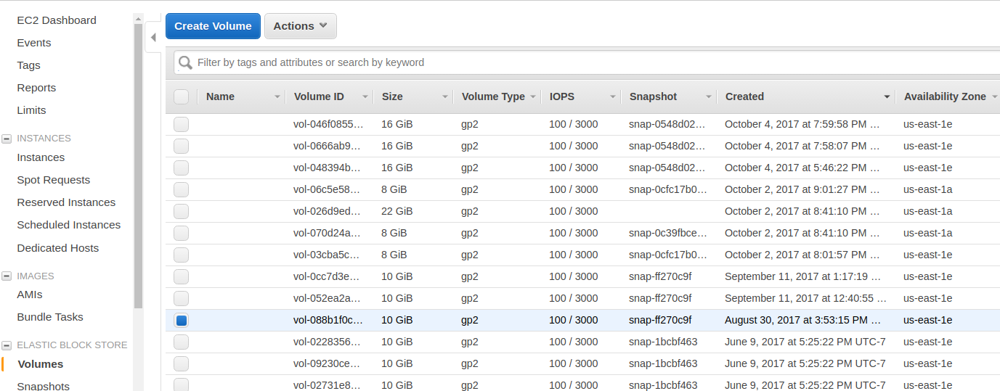 EC2 Dashboard
Events
Tags
Reports
Limits
INSTANCES
Instances
Spot Requests
Reserved Instances
Scheduled Instances
Dedicated Hosts
IMAGES
AMIs
Bundle Tasks
ELASTIC BLOCK STORE
Volumes
Snapshots
Create Volume Actions
Filter by tags and attributes or search by keyword
Name Volume ID Size Volume Type IOPS Snapshot Created Availability Zone
vol-046f0855… 16 GiB gp2 100 / 3000 snap-0548d02… October 4, 2017 at 7:59:58 PM … us-east-1e
vol-0666ab9… 16 GiB gp2 100 / 3000 snap-0548d02… October 4, 2017 at 7:58:07 PM … us-east-1e
vol-048394b… 16 GiB gp2 100 / 3000 snap-0548d02… October 4, 2017 at 5:46:22 PM … us-east-1e
vol-06c5e58… 8 GiB gp2 100 / 3000 snap-0cfc17b0… October 2, 2017 at 9:01:27 PM … us-east-1a
vol-026d9ed… 22 GiB gp2 100 / 3000 October 2, 2017 at 8:41:10 PM … us-east-1a
vol-070d24a… 8 GiB gp2 100 / 3000 snap-0c39fbce… October 2, 2017 at 8:41:10 PM … us-east-1a
vol-03cba5c… 8 GiB gp2 100 / 3000 snap-0cfc17b0… October 2, 2017 at 8:01:57 PM … us-east-1e
vol-0cc7d3e… 10 GiB gp2 100 / 3000 snap-ff270c9f September 11, 2017 at 1:17:19 … us-east-1e
vol-052ea2a… 10 GiB gp2 100 / 3000 snap-ff270c9f September 11, 2017 at 12:40:55 … us-east-1e
vol-088b1f0c… 10 GiB gp2 100 / 3000 snap-ff270c9f August 30, 2017 at 3:53:15 PM … us-east-1e
vol-0228356… 10 GiB gp2 100 / 3000 snap-1bcbf463 June 9, 2017 at 5:25:22 PM UTC-7 us-east-1e
vol-09230ce… 10 GiB gp2 100 / 3000 snap-1bcbf463 June 9, 2017 at 5:25:22 PM UTC-7 us-east-1e
vol-02731e8… 10 GiB gp2 100 / 3000 snap-1bcbf463 June 9, 2017 at 5:25:22 PM UTC-7 us-east-1e